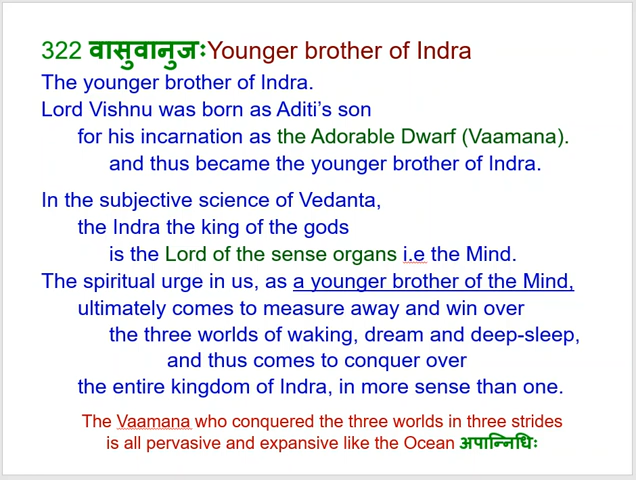 322 वासुवानुजःYounger brother of Indra
The younger brother of Indra.
Lord Vishnu was born as Aditi’s son
for his incarnation as the Adorable Dwarf (Vaamana).
and thus became the younger brother of Indra.
In the subjective science of Vedanta,
the Indra the king of the gods
is the Lord of the sense organs i.e the Mind.
The spiritual urge in us, as a younger brother of the Mind,
ultimately comes to measure away and win over
the three worlds of waking, dream and deep-sleep,
and thus comes to conquer over
the entire kingdom of Indra, in more sense than one.
The Vaamana who conquered the three worlds in three strides
is all pervasive and expansive like the Ocean अपान्निधिः